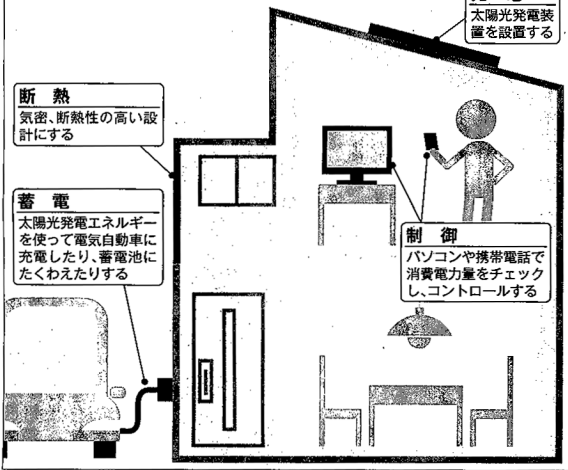 太陽光発電装
置を設置する
断熱
気密、断熱性の高い設
計にする
蓄電
太陽光発電エネルギー
を使って電気自動車に
充電したり、蓄電池に
たくわえたりする
制御
パソコンや携帯電話で
消費電力量をチェック
し、コントロールする